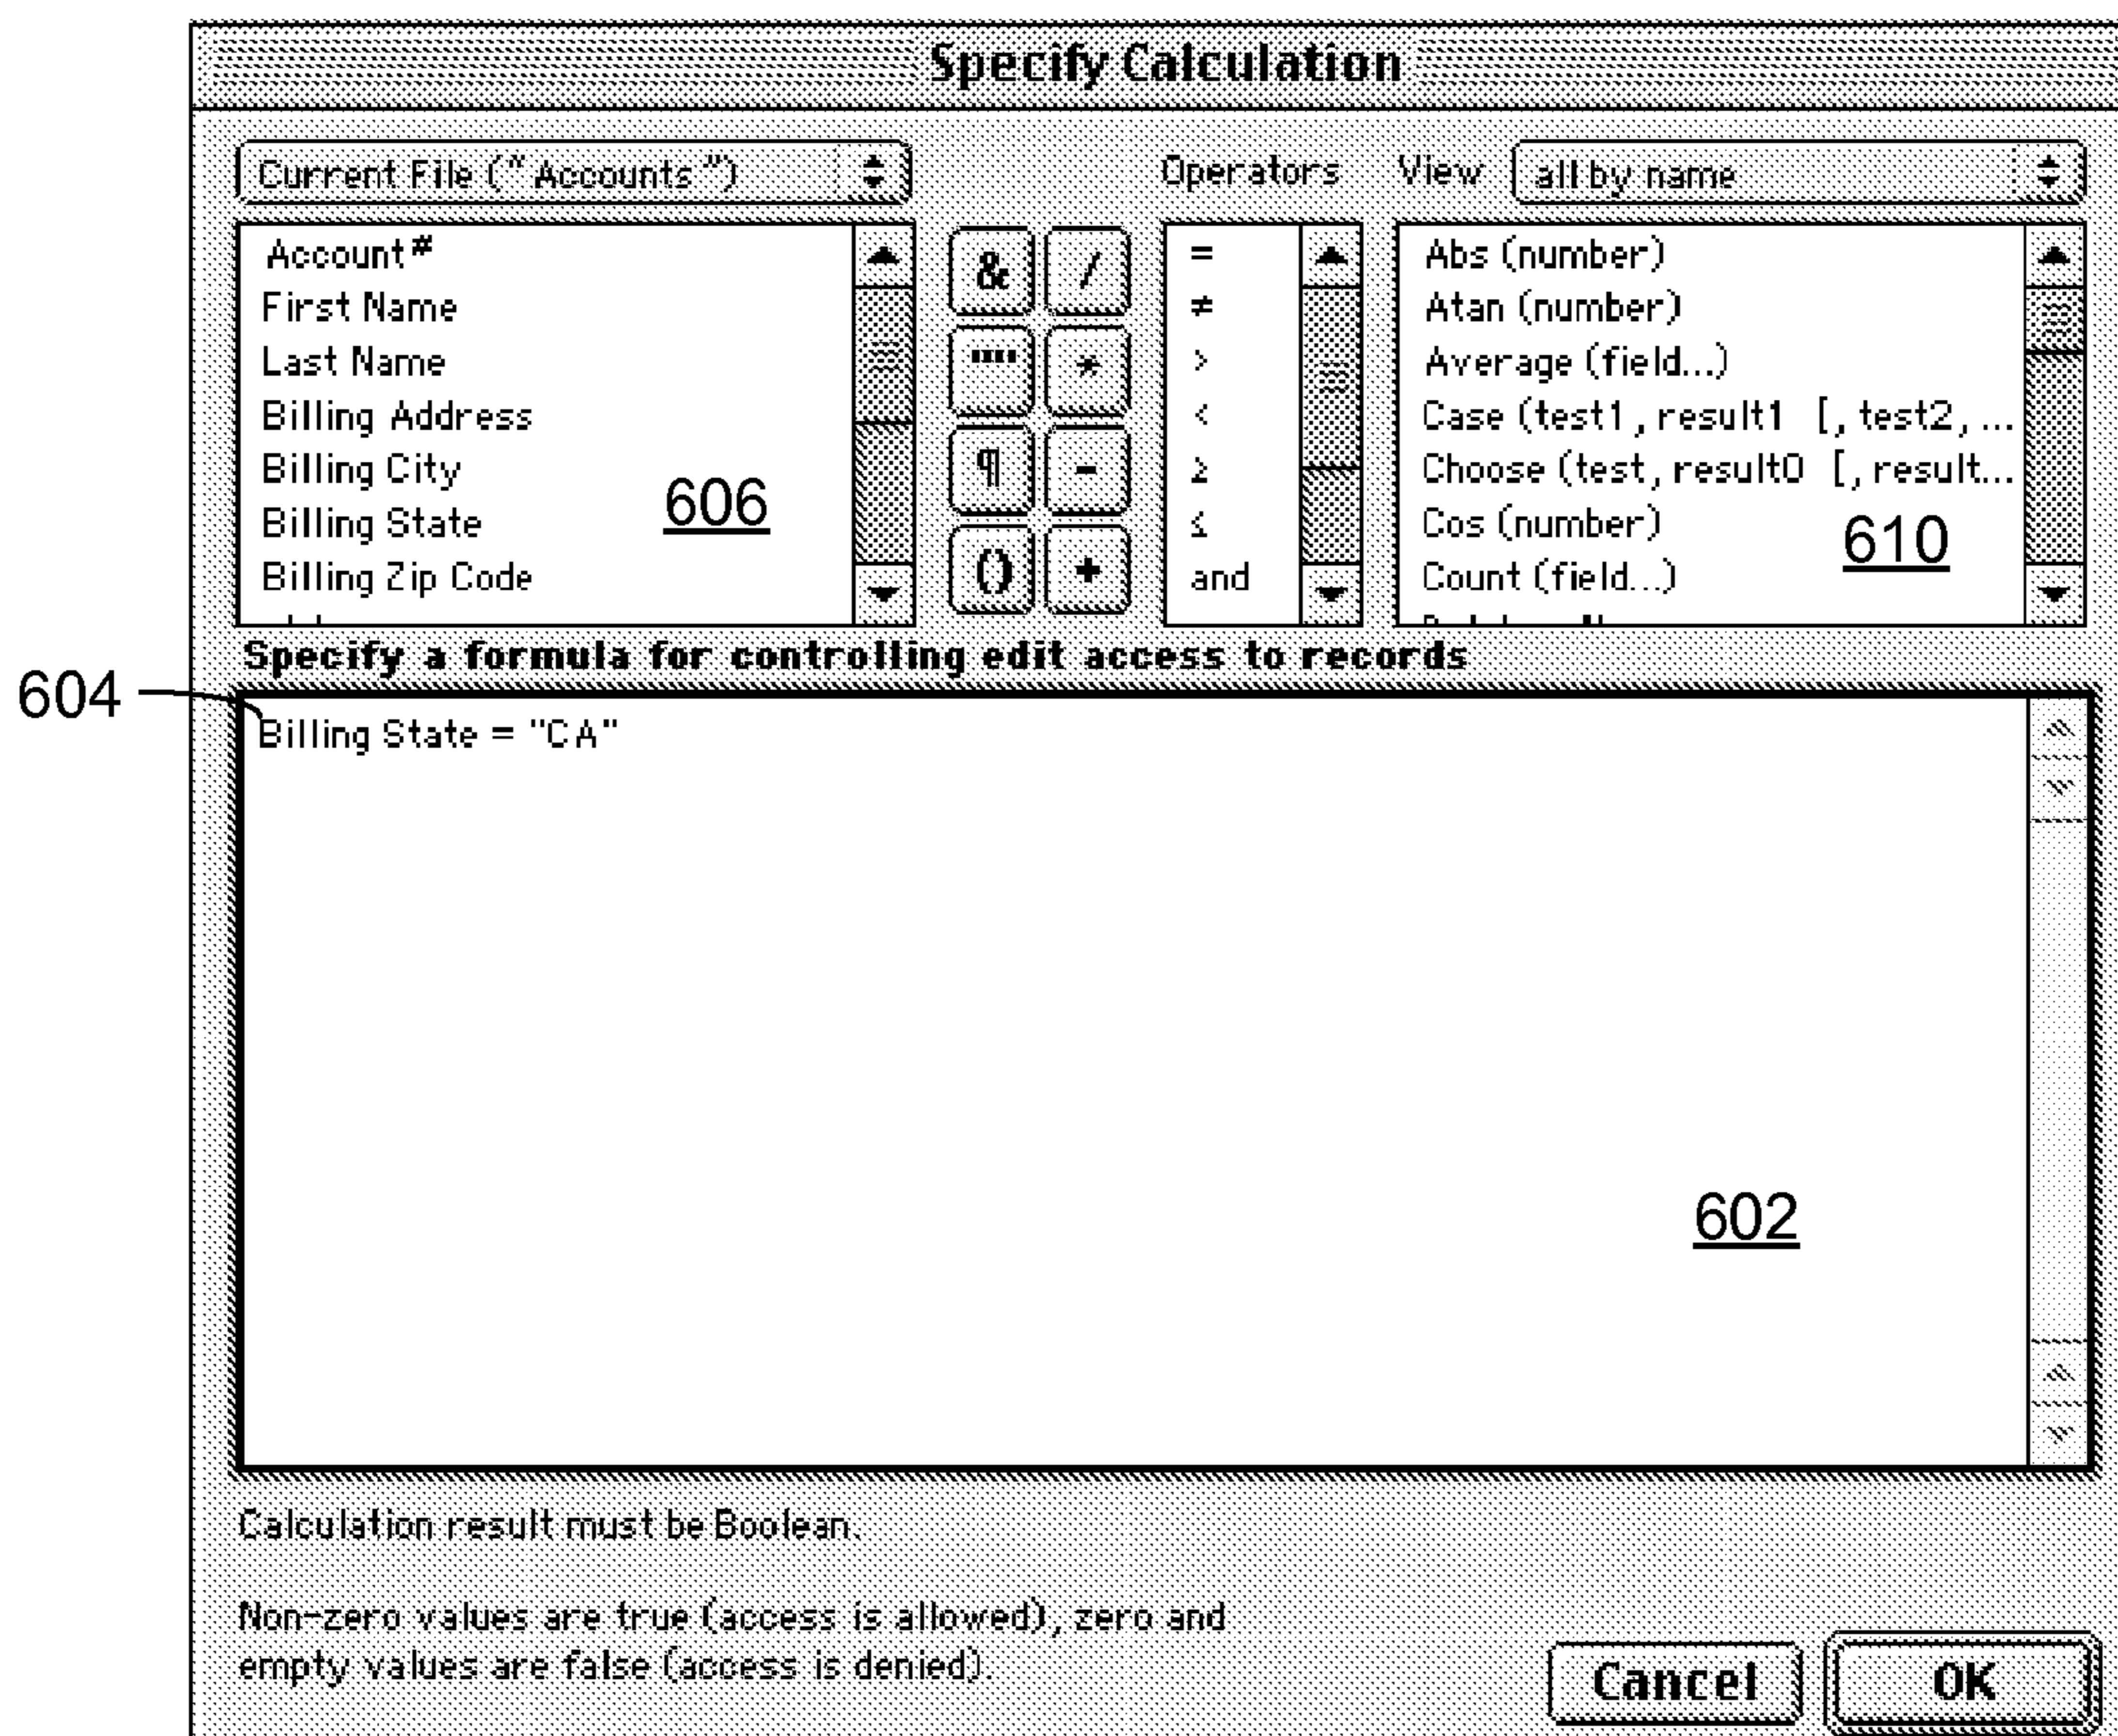 Specify Calculation
Current File ("Accounts")
Operators
View
all by name
Account#
First Name
Last Name
Billing Address
Billing City
Billing State
Billing Zip Code
606
& /
"" *
¶ -
() +
=
≠
>
<
≥
≤
and
Abs (number)
Atan (number)
Average (field...)
Case (test1, result1 [, test2, ...
Choose (test, result0 [, result...
Cos (number)
Count (field...)
610
Specify a formula for controlling edit access to records
604
Billing State = "CA"
602
Calculation result must be Boolean.
Non-zero values are true (access is allowed), zero and
empty values are false (access is denied).
Cancel
OK